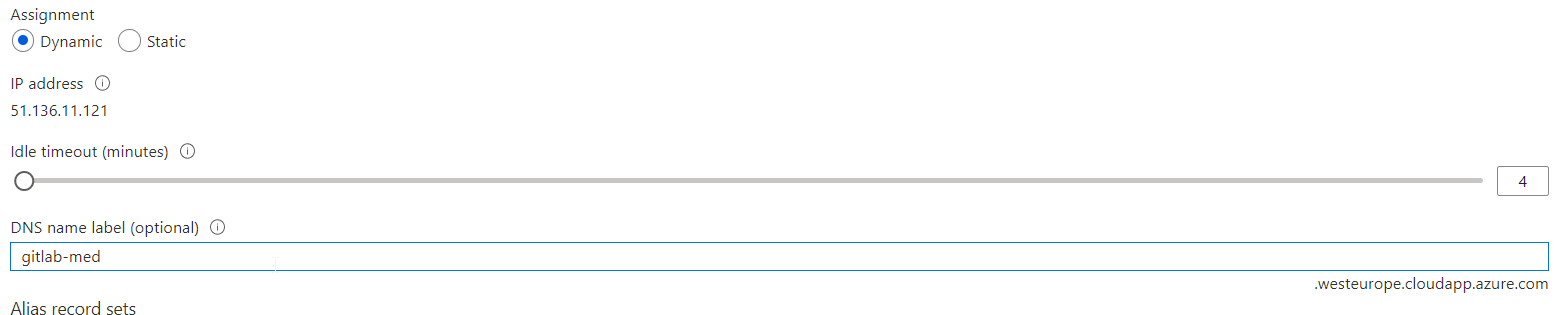 Assignment
Dynamic Static
IP address
51.136.11.121
Idle timeout (minutes)
4
DNS name label (optional)
gitlab-med
.westeurope.cloudapp.azure.com
Alias record sets